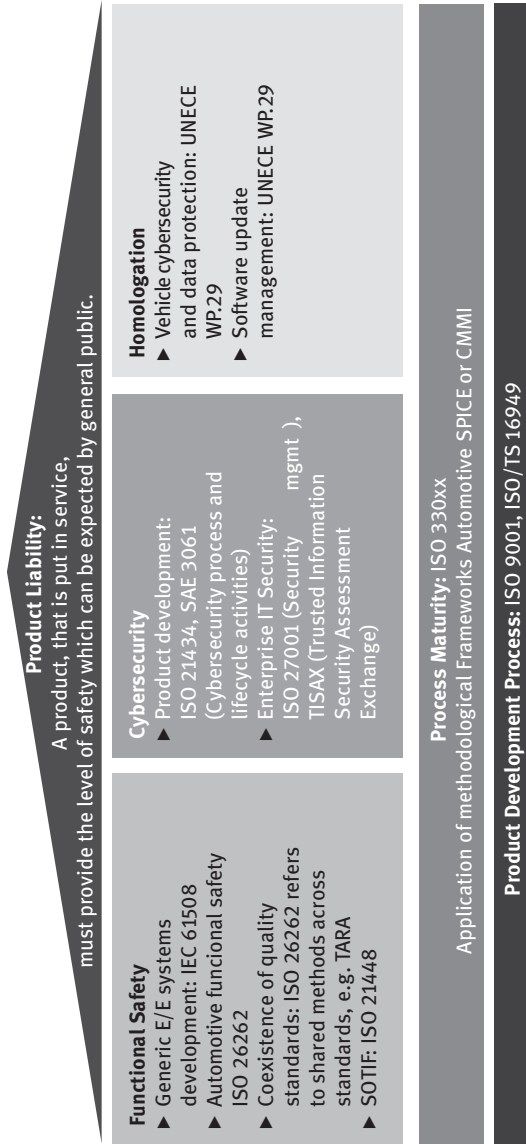 Product Liability:
A product, that is put in service,
must provide the level of safety which can be expected by general public.
Functional Safety
▶ Generic E/E systems
development: IEC 61508
▶ Automotive functional safety
ISO 26262
▶ Coexistence of quality
standards: ISO 26262 refers
to shared methods across
standards, e.g. TARA
▶ SOTIF: ISO 21448
Cybersecurity
▶ Product development:
ISO 21434, SAE 3061
(Cybersecurity process and
lifecycle activities)
▶ Enterprise IT Security:
ISO 27001 (Security mgmt ),
TISAX (Trusted Information
Security Assessment
Exchange)
Homologation
▶ Vehicle cybersecurity
and data protection: UNECE
WP.29
▶ Software update
management: UNECE WP.29
Process Maturity: ISO 330xx
Application of methodological Frameworks Automotive SPICE or CMMI
Product Development Process: ISO 9001, ISO/TS 16949